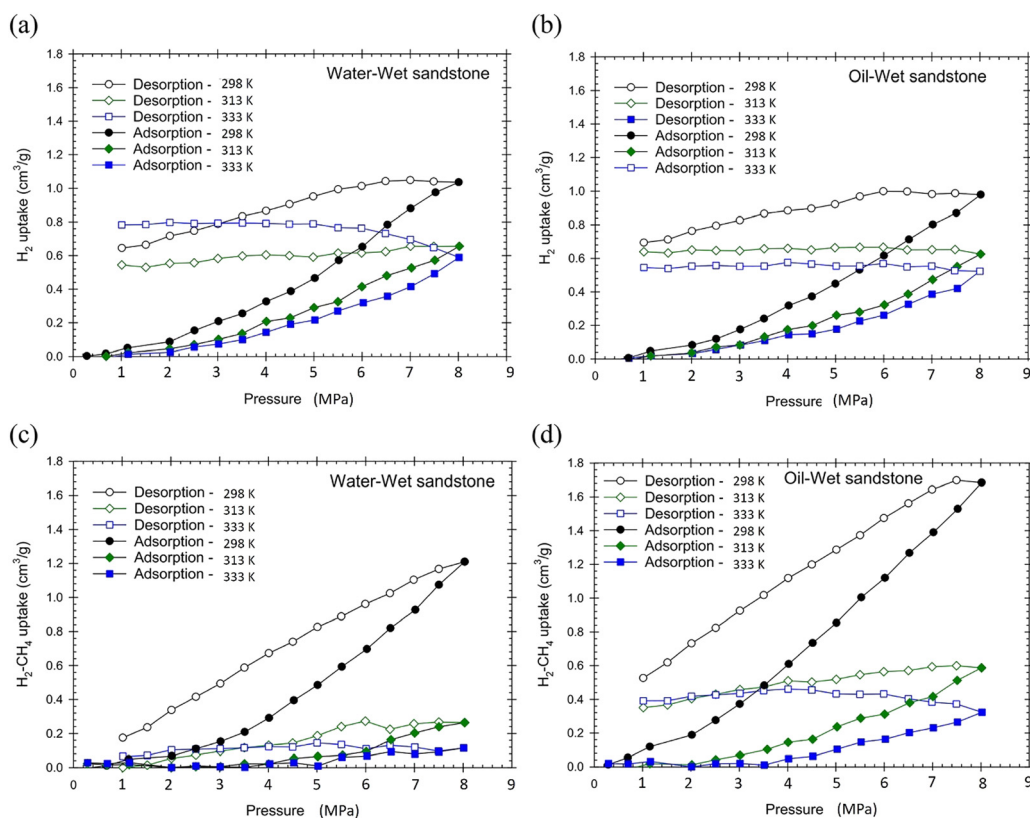 (a)
1.8
1.6
1.4
1.2
1.0
0.8
0.6
0.4
0.2
0.0
H2 uptake (cm³/g)
Water-Wet sandstone
Desorption - 298 K
Desorption - 313 K
Desorption - 333 K
Adsorption - 298 K
Adsorption - 313 K
Adsorption - 333 K
0 1 2 3 4 5 6 7 8 9
Pressure (MPa)
(b)
1.8
1.6
1.4
1.2
1.0
0.8
0.6
0.4
0.2
0.0
H2 uptake (cm³/g)
Oil-Wet sandstone
Desorption - 298 K
Desorption - 313 K
Desorption - 333 K
Adsorption - 298 K
Adsorption - 313 K
Adsorption - 333 K
0 1 2 3 4 5 6 7 8 9
Pressure (MPa)
(c)
1.8
1.6
1.4
1.2
1.0
0.8
0.6
0.4
0.2
0.0
H2-CH4 uptake (cm³/g)
Water-Wet sandstone
Desorption - 298 K
Desorption - 313 K
Desorption - 333 K
Adsorption - 298 K
Adsorption - 313 K
Adsorption - 333 K
0 1 2 3 4 5 6 7 8 9
Pressure (MPa)
(d)
1.8
1.6
1.4
1.2
1.0
0.8
0.6
0.4
0.2
0.0
H2-CH4 uptake (cm³/g)
Oil-Wet sandstone
Desorption - 298 K
Desorption - 313 K
Desorption - 333 K
Adsorption - 298 K
Adsorption - 313 K
Adsorption - 333 K
0 1 2 3 4 5 6 7 8 9
Pressure (MPa)